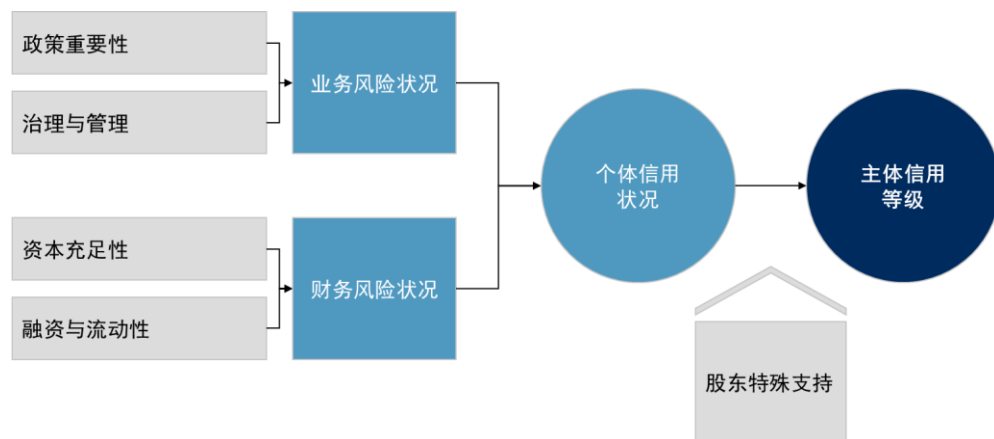 政策重要性
治理与管理
业务风险状况
资本充足性
融资与流动性
财务风险状况
个体信用
状况
主体信用
等级
股东特殊支持